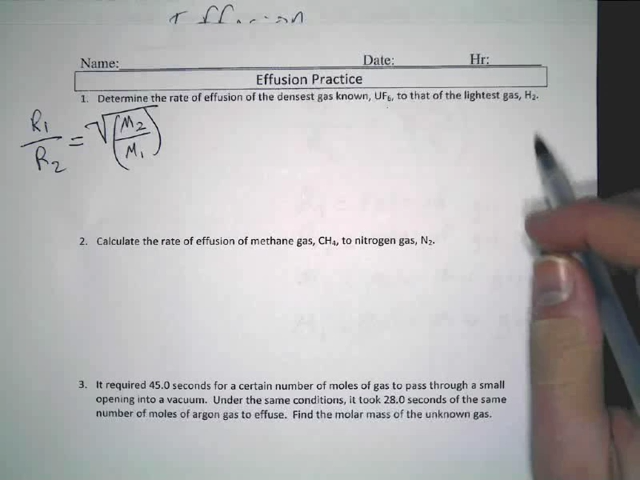 Effusion
Name: Date: Hr:
Effusion Practice
1. Determine the rate of effusion of the densest gas known, UF₆, to that of the lightest gas, H₂.
R₁/R₂ = √(M₂/M₁)
2. Calculate the rate of effusion of methane gas, CH₄, to nitrogen gas, N₂.
3. It required 45.0 seconds for a certain number of moles of gas to pass through a small
opening into a vacuum. Under the same conditions, it took 28.0 seconds of the same
number of moles of argon gas to effuse. Find the molar mass of the unknown gas.